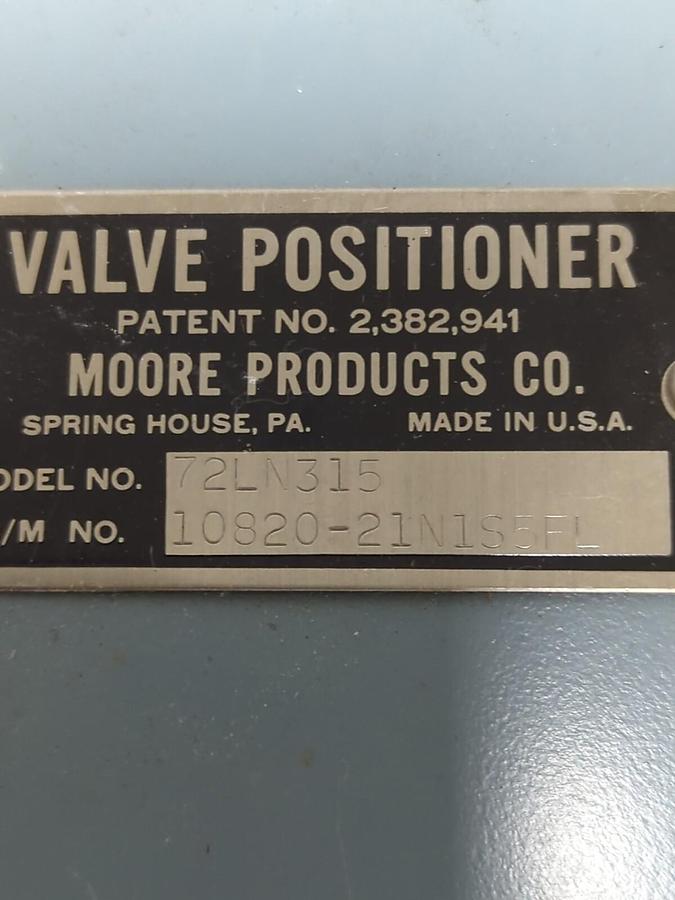 VALVE POSITIONER
PATENT NO. 2,382,941
MOORE PRODUCTS CO.
SPRING HOUSE, PA. MADE IN U.S.A.
ODEL NO. 72LN315
/M NO. 10820-21N1S5FL